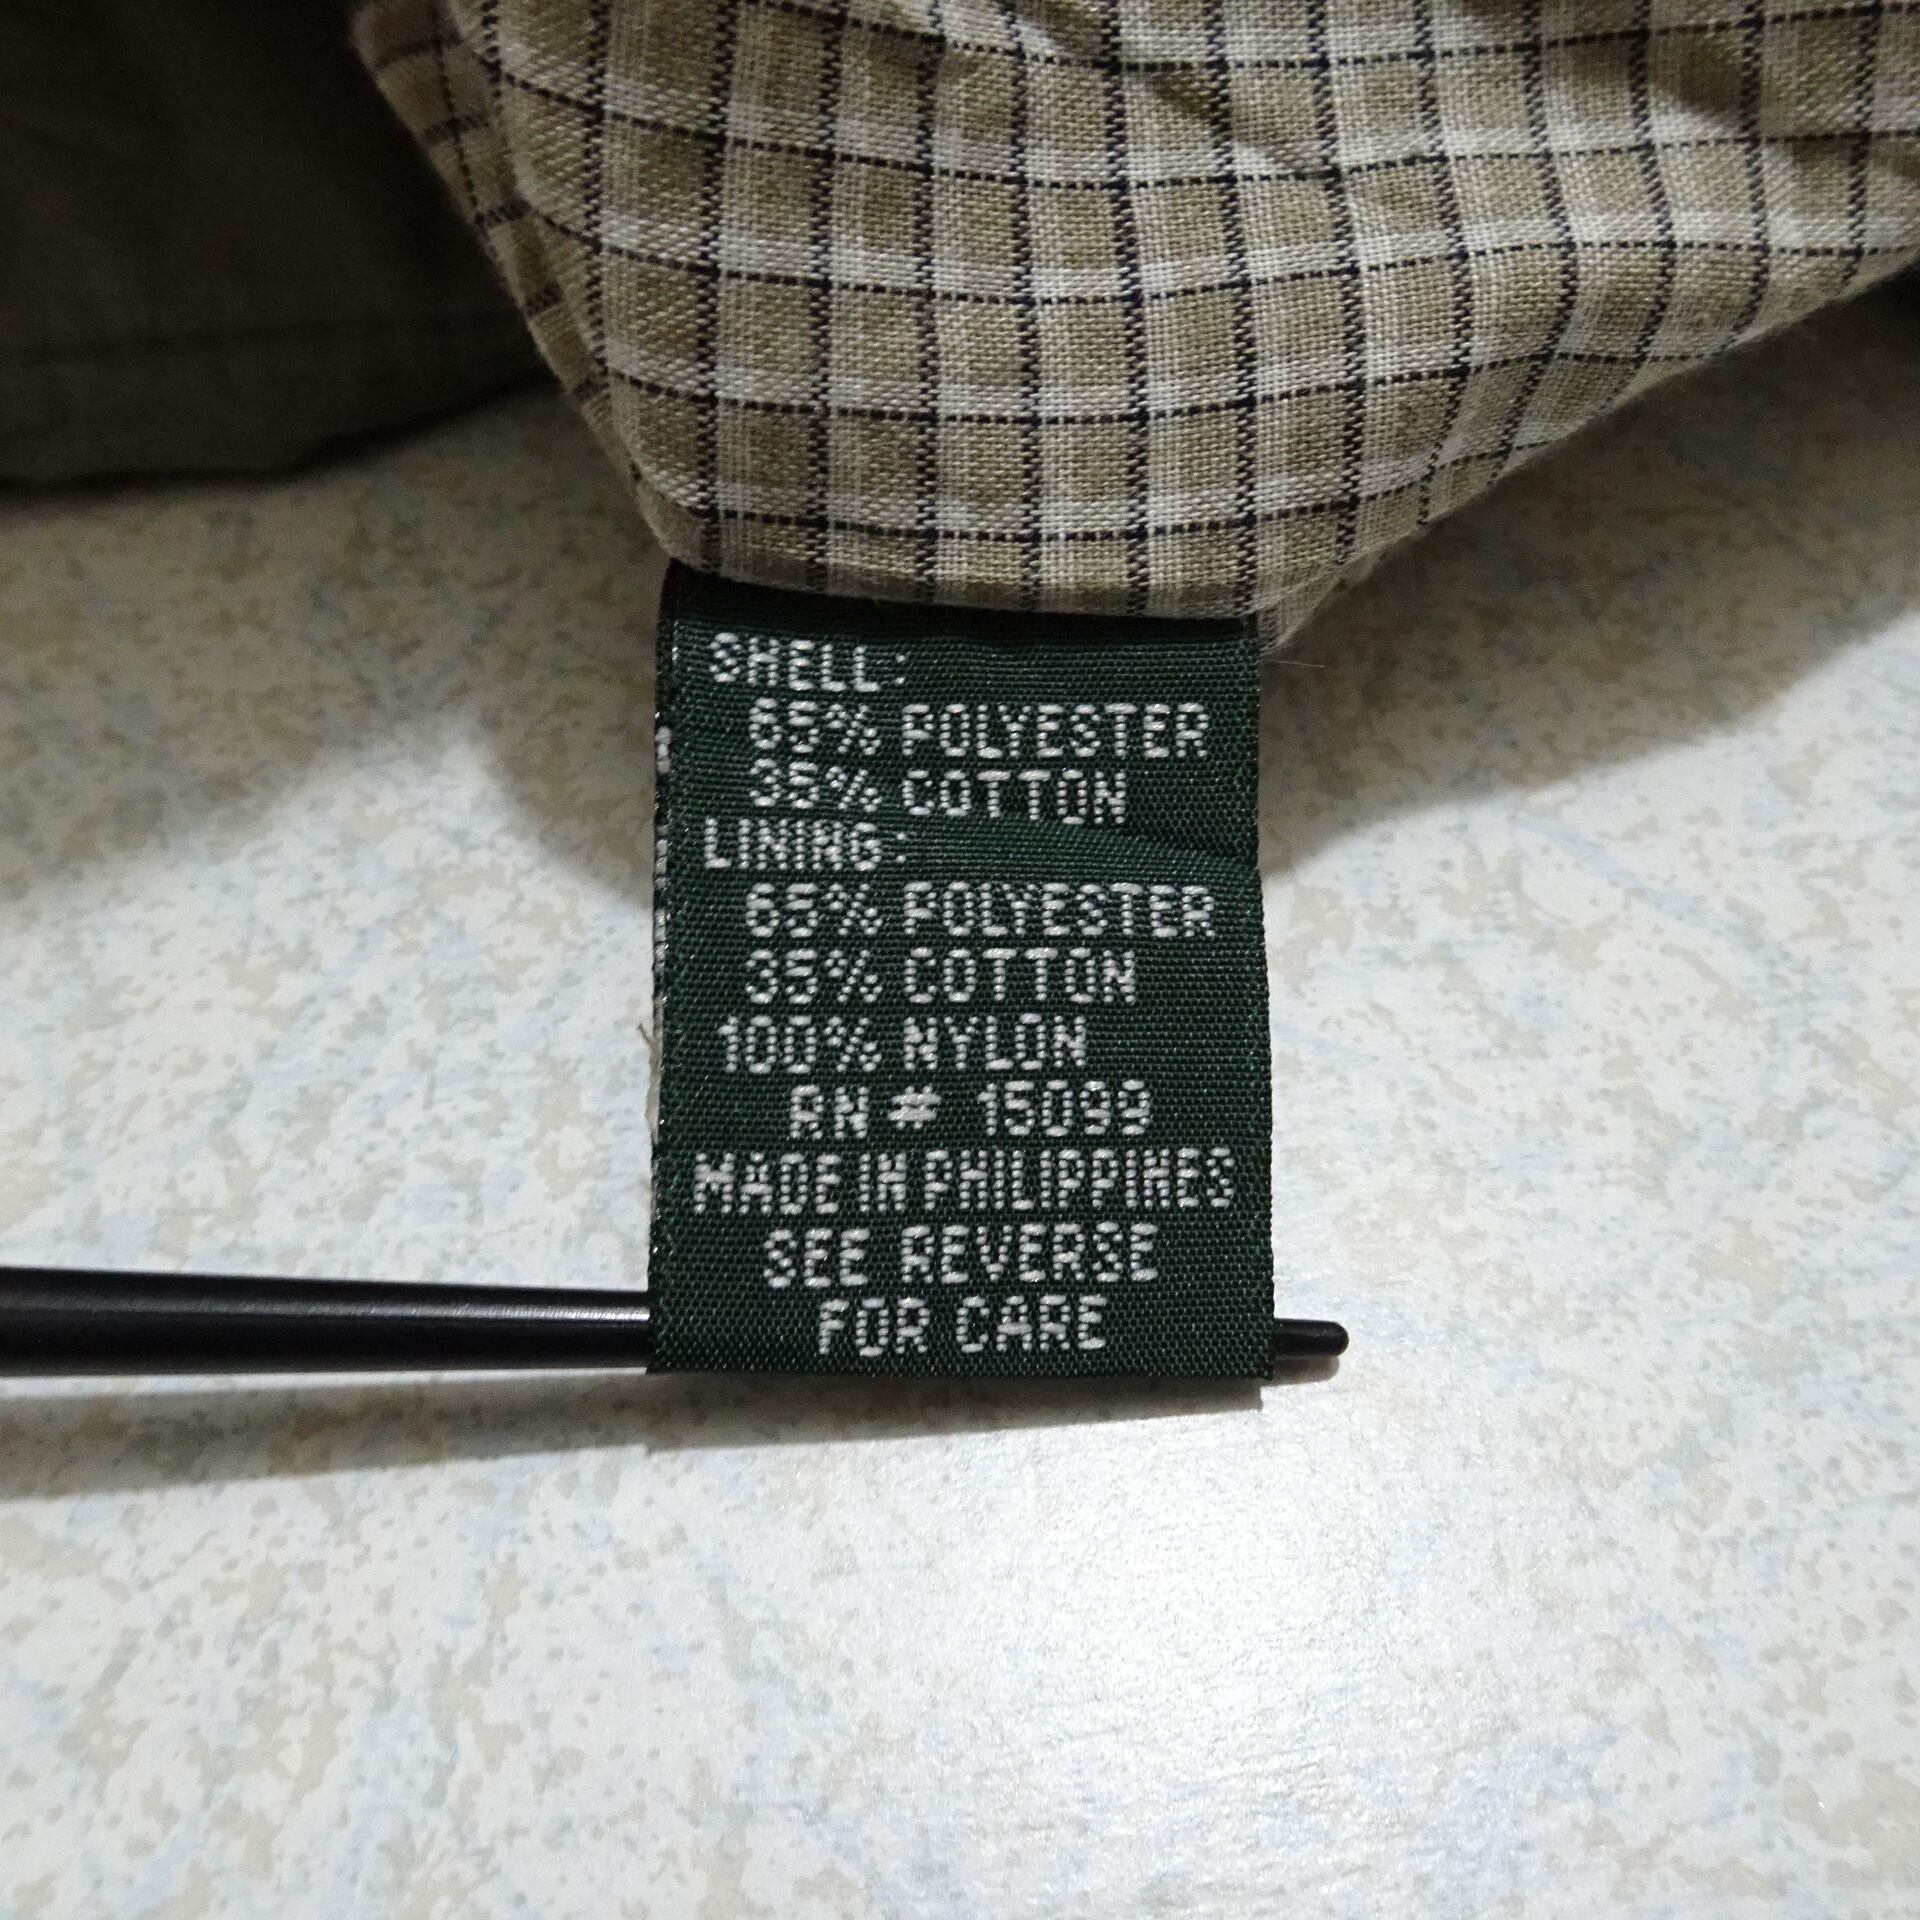 SHELL:
65% POLYESTER
35% COTTON
LINING:
65% POLYESTER
35% COTTON
100% NYLON
RN # 15099
MADE IN PHILIPPINES
SEE REVERSE
FOR CARE